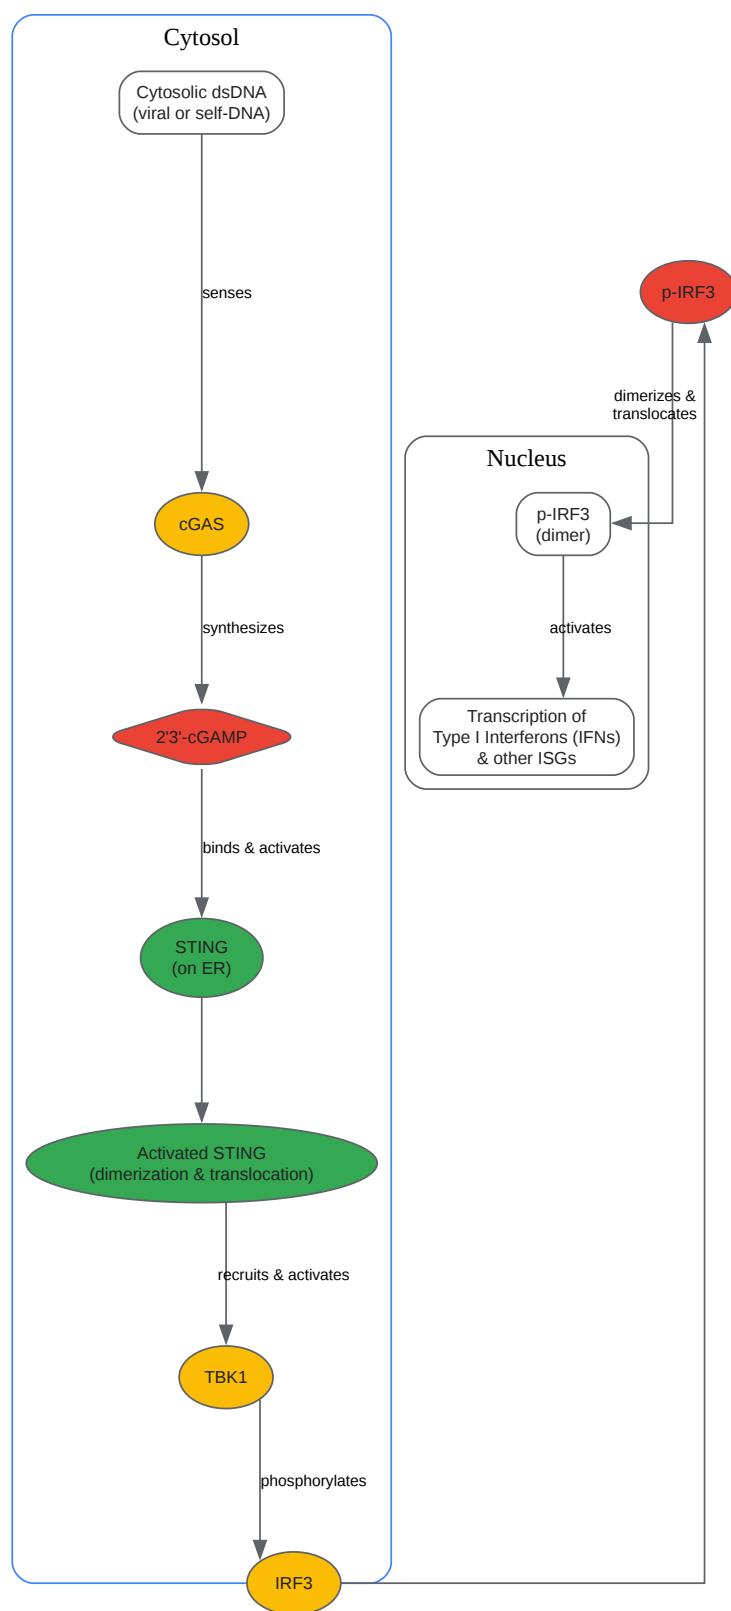 Cytosol
Cytosolic dsDNA
(viral or self-DNA)
senses
cGAS
synthesizes
2'3'-cGAMP
binds & activates
STING
(on ER)
Activated STING
(dimerization & translocation)
recruits & activates
TBK1
phosphorylates
IRF3
p-IRF3
dimerizes &
translocates
Nucleus
p-IRF3
(dimer)
activates
Transcription of
Type I Interferons (IFNs)
& other ISGs